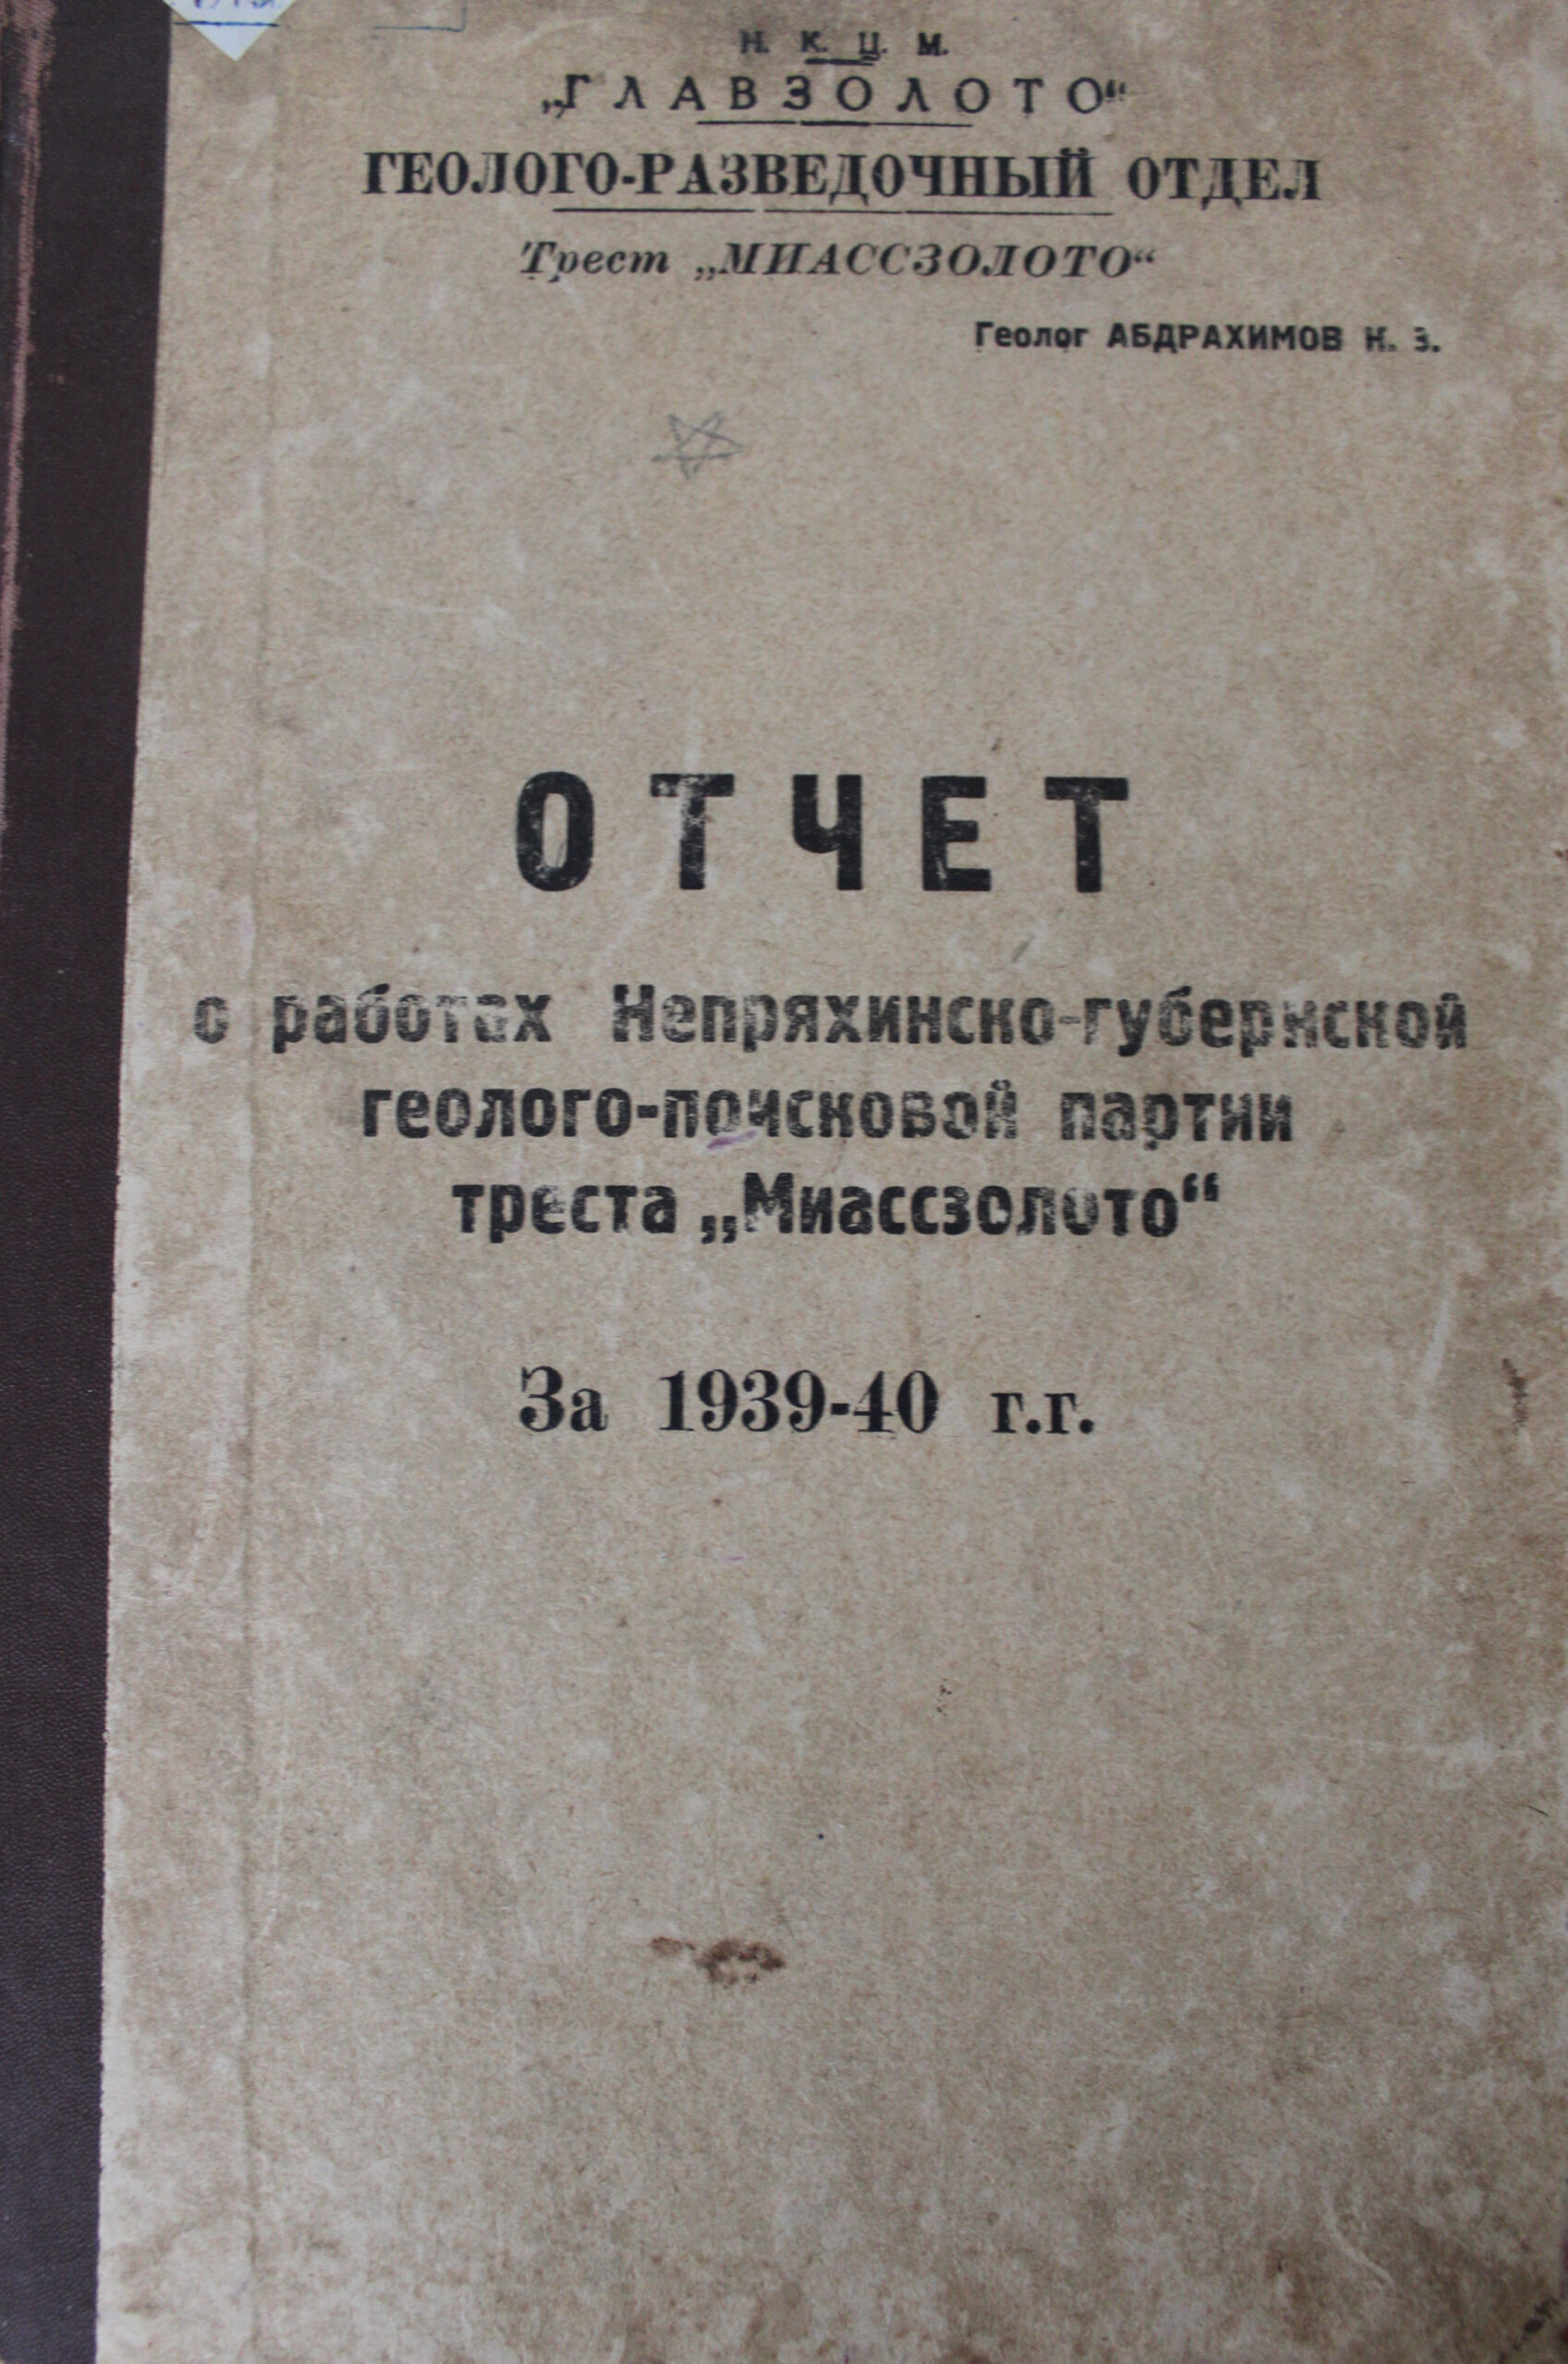 Н. К. Ц. М.
„ГЛАВЗОЛОТО“
ГЕОЛОГО-РАЗВЕДОЧНЫЙ ОТДЕЛ
Трест „МИАССЗОЛОТО“
Геолог АБДРАХИМОВ К. З.
ОТЧЕТ
о работах Непряхинско-губернской
геолого-поисковой партии
треста „Миассзолото“
За 1939-40 г.г.